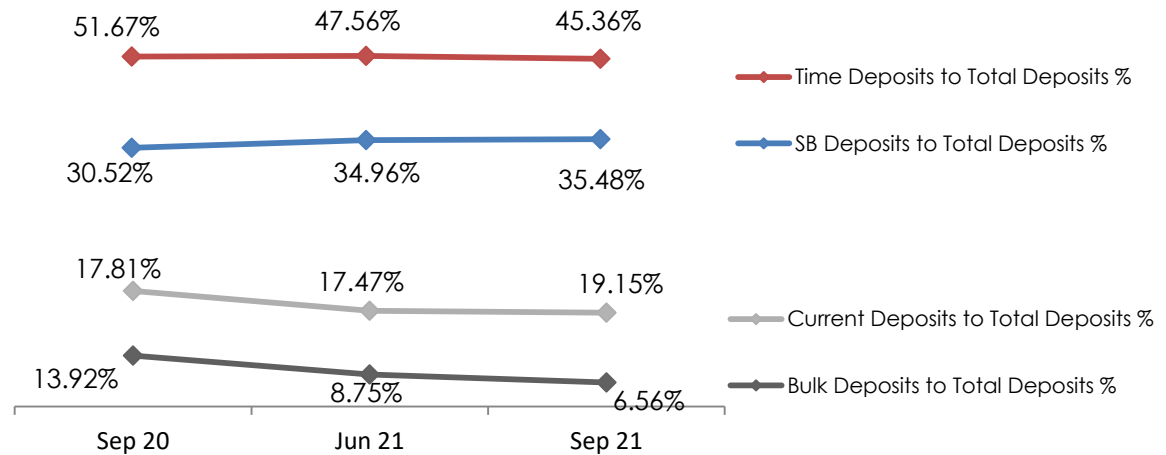 51.67% 47.56% 45.36%
Time Deposits to Total Deposits %
SB Deposits to Total Deposits %
30.52% 34.96% 35.48%
17.81% 17.47% 19.15%
Current Deposits to Total Deposits %
13.92% 8.75% 6.56%
Bulk Deposits to Total Deposits %
Sep 20 Jun 21 Sep 21